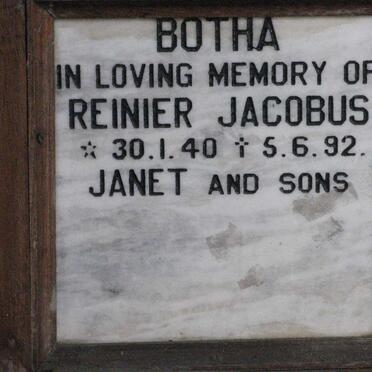 BOTHA
IN LOVING MEMORY OF
REINIER JACOBUS
☆ 30.1.40 † 5.6.92.
JANET AND SONS